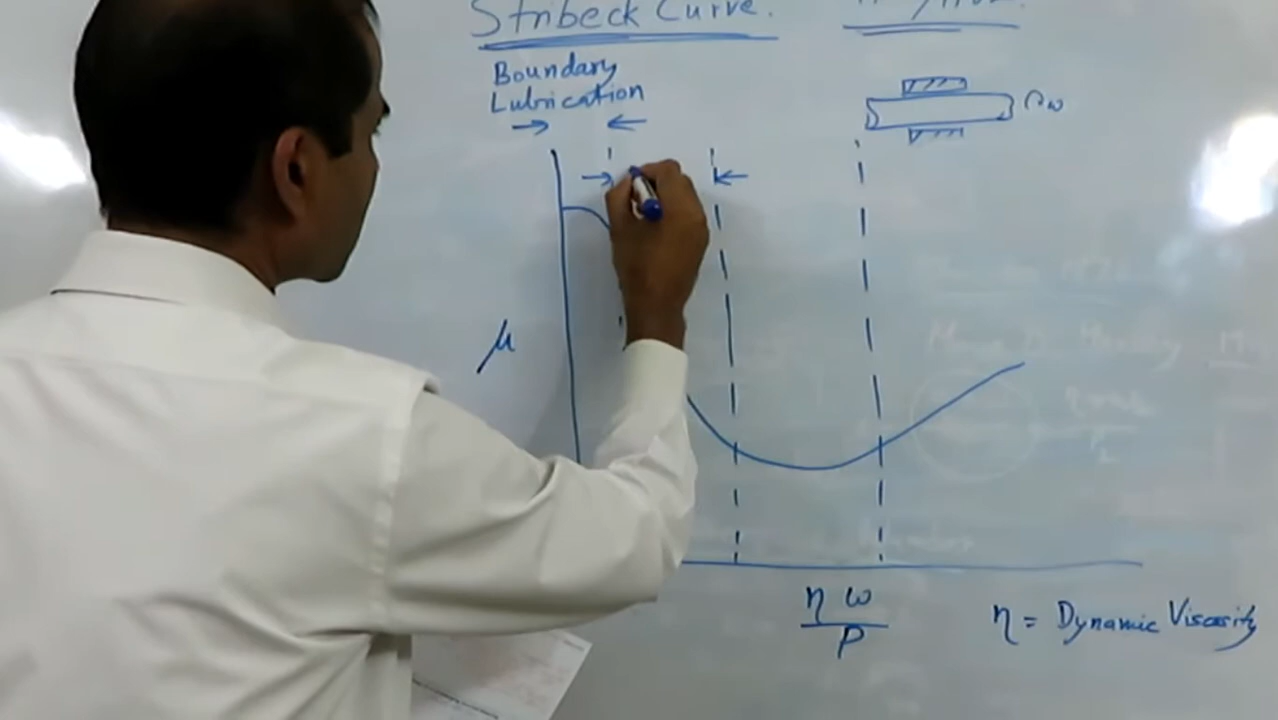 Stribeck Curve.
Boundary
Lubrication
ω
μ
η ω
P
η = Dynamic Viscosity